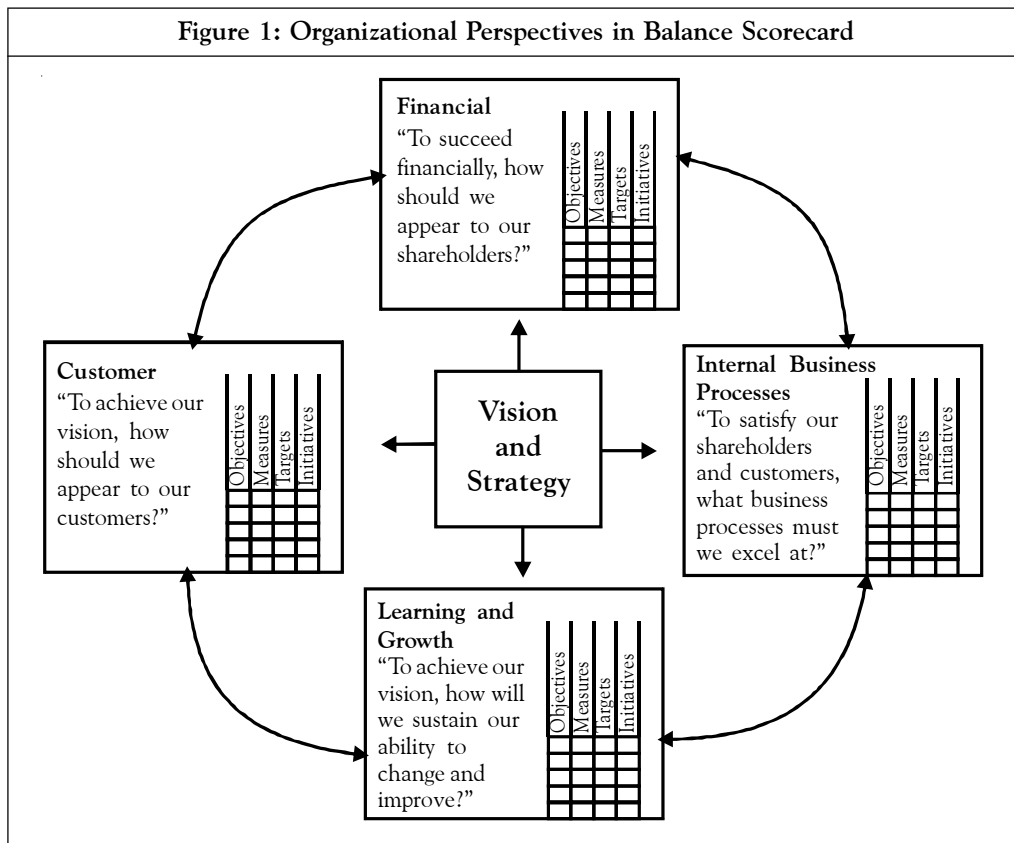 Figure 1: Organizational Perspectives in Balance Scorecard
Financial
“To succeed
financially, how
should we
appear to our
shareholders?”
Objectives
Measures
Targets
Initiatives
Customer
“To achieve our
vision, how
should we
appear to our
customers?”
Objectives
Measures
Targets
Initiatives
Vision
and
Strategy
Internal Business
Processes
“To satisfy our
shareholders
and customers,
what business
processes must
we excel at?”
Objectives
Measures
Targets
Initiatives
Learning and
Growth
“To achieve our
vision, how will
we sustain our
ability to
change and
improve?”
Objectives
Measures
Targets
Initiatives